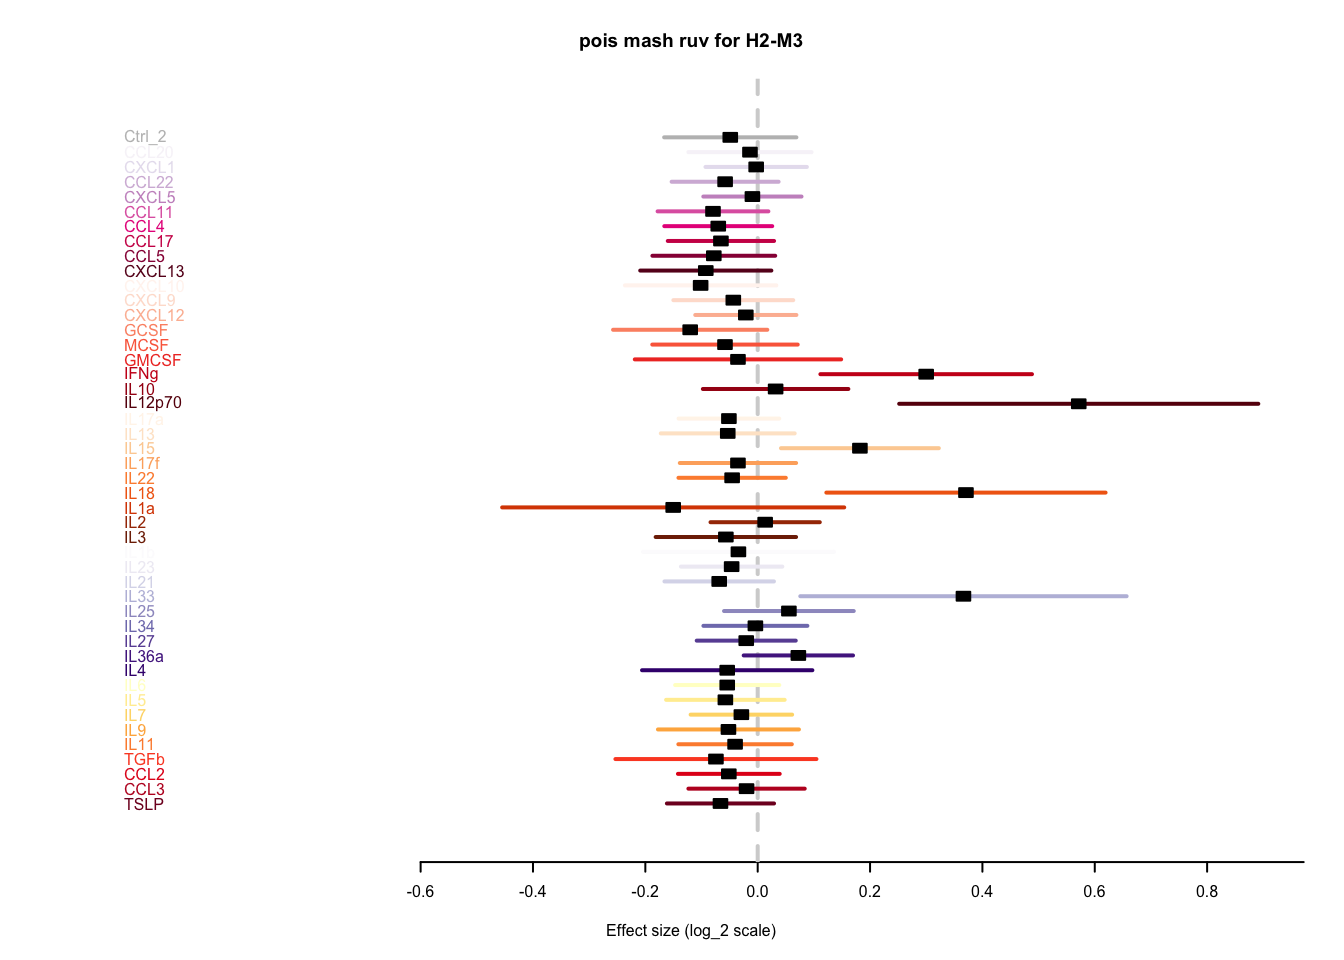 pois mash ruv for H2-M3
Ctrl_2
CCL20
CXCL1
CCL22
CXCL5
CCL11
CCL4
CCL17
CCL5
CXCL13
CXCL10
CXCL9
CXCL12
GCSF
MCSF
GMCSF
IFNg
IL10
IL12p70
IL17a
IL13
IL15
IL17f
IL22
IL18
IL1a
IL2
IL3
IL23
IL21
IL33
IL25
IL34
IL27
IL36a
IL4
IL6
IL5
IL7
IL9
IL11
TGFb
CCL2
CCL3
TSLP
-0.6 -0.4 -0.2 0.0 0.2 0.4 0.6 0.8
Effect size (log_2 scale)